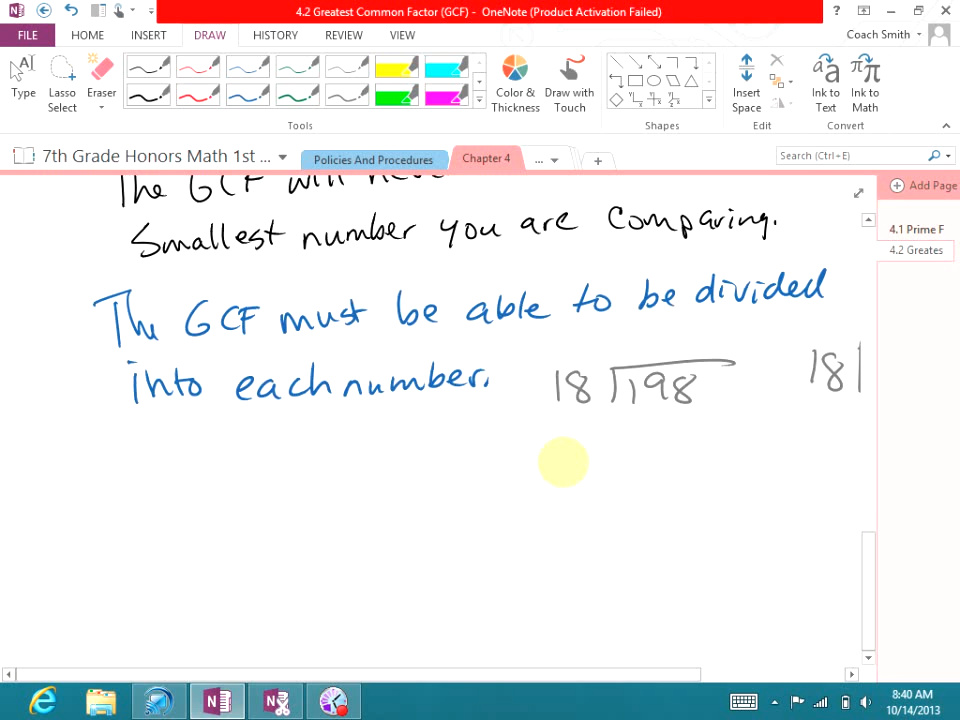 4.2 Greatest Common Factor (GCF) - OneNote (Product Activation Failed)
FILE HOME INSERT DRAW HISTORY REVIEW VIEW
Coach Smith
Type
Lasso Select
Eraser
Color & Thickness
Draw with Touch
Insert Space
Ink to Text
Ink to Math
Tools Shapes Edit Convert
7th Grade Honors Math 1st ... Policies And Procedures Chapter 4 ...
Search (Ctrl+E)
Add Page
4.1 Prime F
4.2 Greates
The GCF will
smallest number you are comparing.
The GCF must be able to be divided
into each number. 18 198 18
8:40 AM
10/14/2013